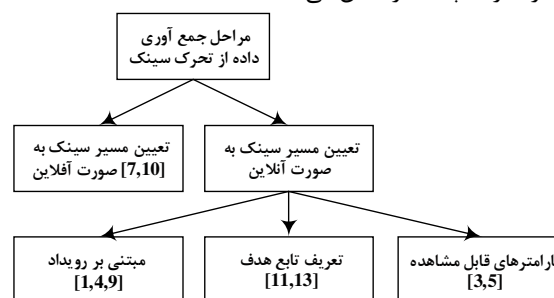 مراحل جمع آوری
داده از تحرک سینک
تعیین مسیر سینک به
صورت آنلاین
تعیین مسیر سینک به
صورت آفلاین [7,10]
پارامترهای قابل مشاهده
[3,5]
تعریف تابع هدف
[11,13]
مبتنی بر رویداد
[1,4,9]